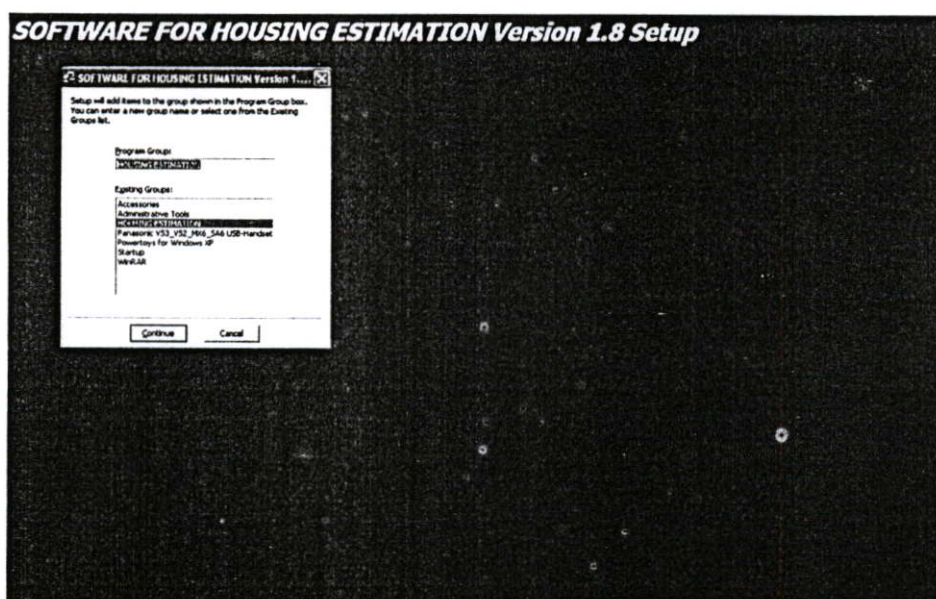 SOFTWARE FOR HOUSING ESTIMATION Version 1.8 Setup
SOFTWARE FOR HOUSING ESTIMATION Version 1....
Setup will add items to the group shown in the Program Group box.
You can enter a new group name or select one from the Existing
Groups list.
Program Group:
HOUSING ESTIMATION
Existing Groups:
Accessories
Administrative Tools
HOUSING ESTIMATION
Panasonic VS3_VS2_MX6_SA6 USB-Handset
Powertoys for Windows XP
Startup
WinRAR
Continue
Cancel